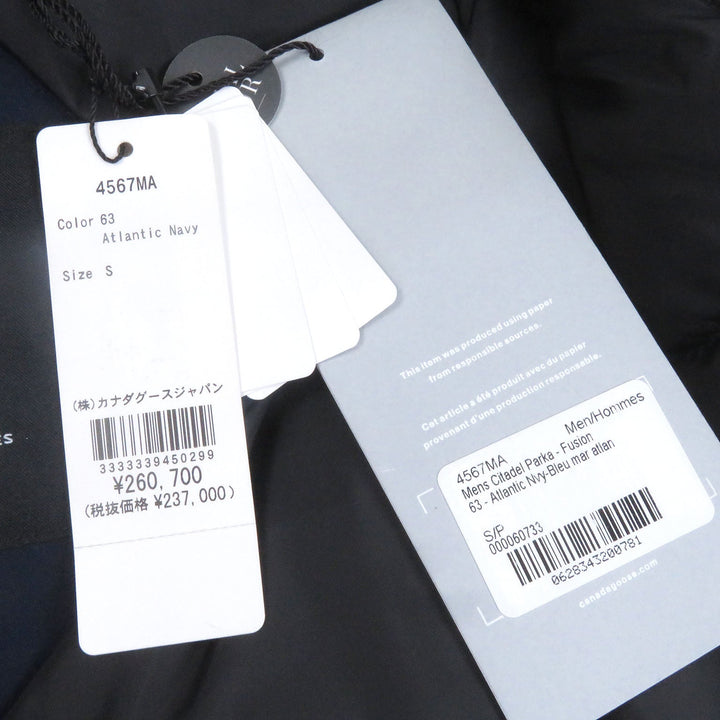 4567MA
Color 63
Atlantic Navy
Size S
(株)カナダグースジャパン
3333339450299
¥260,700
(税抜価格 ¥237,000)
This item was produced using paper
from responsible sources.
Cet article a été produit avec du papier
provenant d'une production responsable.
4567MA Men/Hommes
Mens Citadel Parka - Fusion
63 - Atlantic Nvy-Bleu mar atlan
S/P
000060733
0628343200781
canadagoose.com